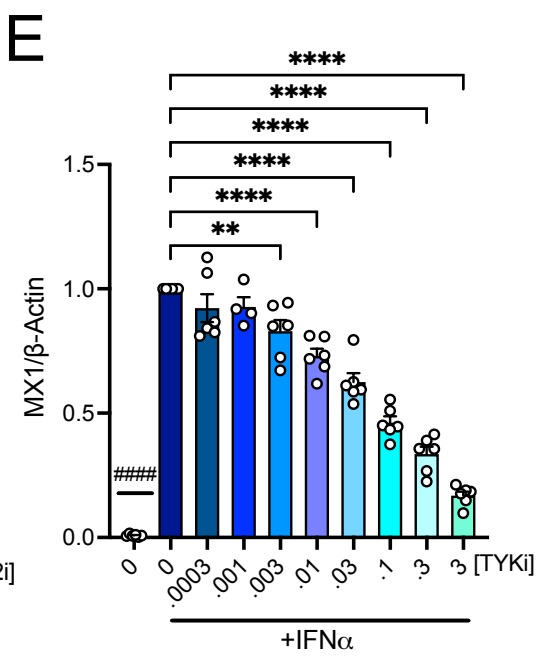 E
****
****
****
****
****
**
1.5
1.0
0.5
0.0
MX1/β-Actin
####
0 0 .0003 .001 .003 .01 .03 .1 .3 3 [TYKi]
2i]
+IFNα